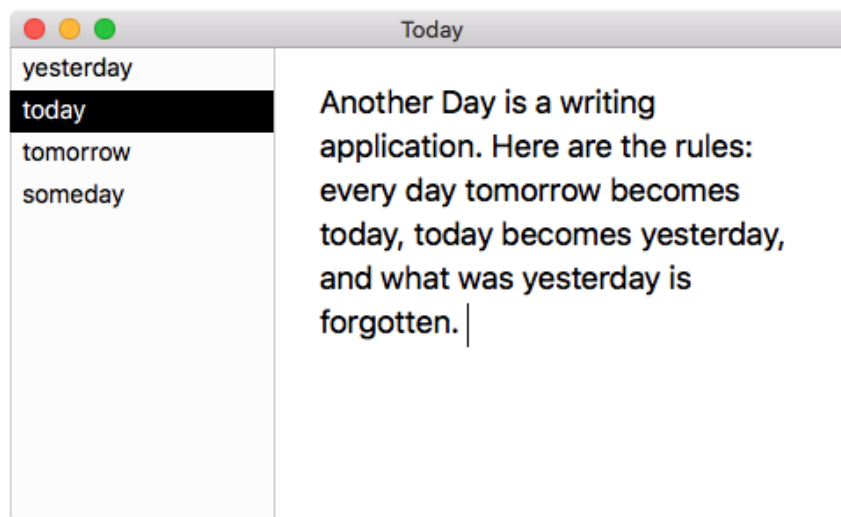 Today
yesterday
today
tomorrow
someday
Another Day is a writing
application. Here are the rules:
every day tomorrow becomes
today, today becomes yesterday,
and what was yesterday is
forgotten.